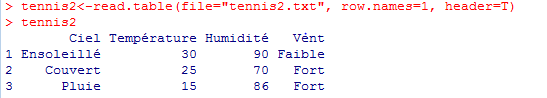 > tennis2<-read.table(file="tennis2.txt", row.names=1, header=T)
> tennis2
Ciel Température Humidité Vént
1 Ensoleillé 30 90 Faible
2 Couvert 25 70 Fort
3 Pluie 15 86 Fort